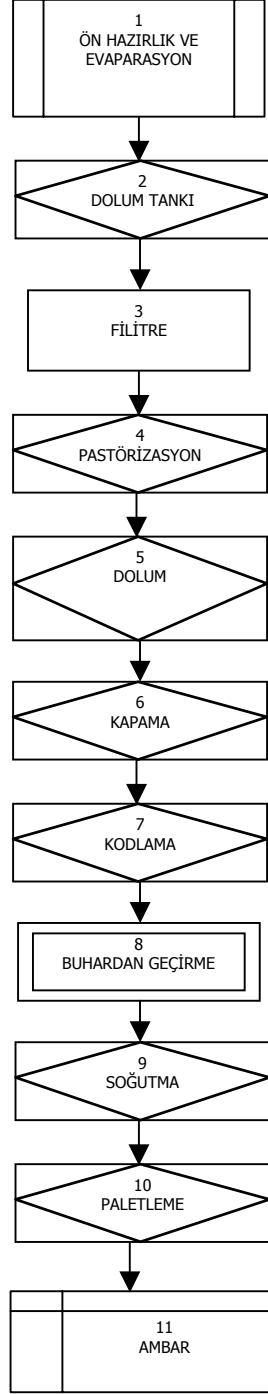 1
ÖN HAZIRLIK VE
EVAPARASYON
2
DOLUM TANKI
3
FİLİTRE
4
PASTÖRİZASYON
5
DOLUM
6
KAPAMA
7
KODLAMA
8
BUHARDAN GEÇİRME
9
SOĞUTMA
10
PALETLEME
11
AMBAR